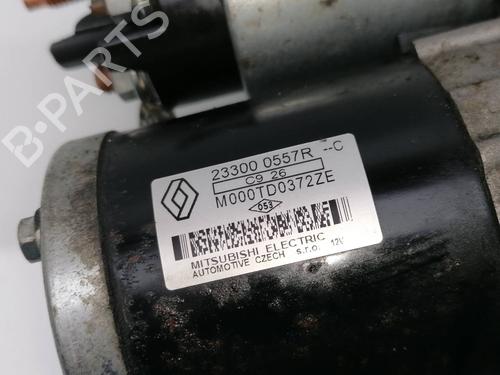 B-PARTS
23300 0557R --C
C9 26
M000TD0372ZE
053
MITSUBISHI ELECTRIC
AUTOMOTIVE CZECH s.r.o. 12V